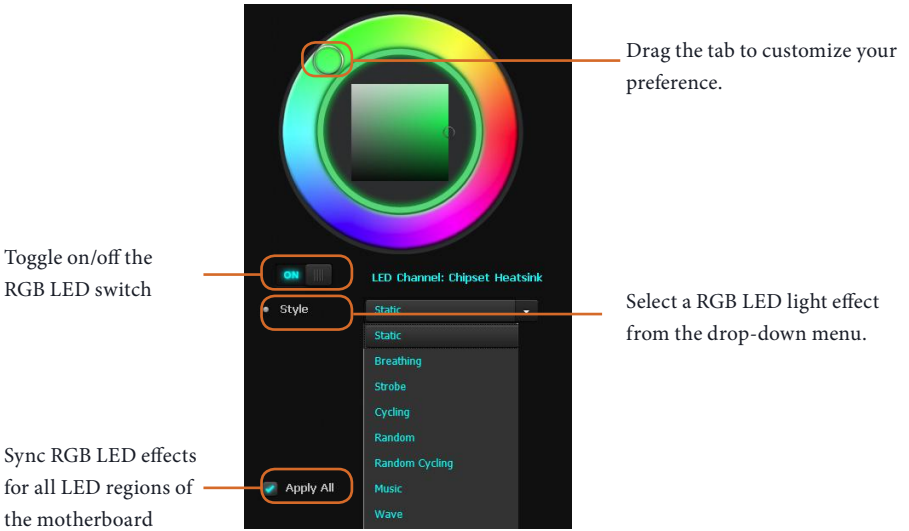 Drag the tab to customize your
preference.
Toggle on/off the
RGB LED switch
ON
LED Channel: Chipset Heatsink
Style
Static
Select a RGB LED light effect
from the drop-down menu.
Static
Breathing
Strobe
Cycling
Random
Random Cycling
Music
Wave
Sync RGB LED effects
for all LED regions of
the motherboard
Apply All